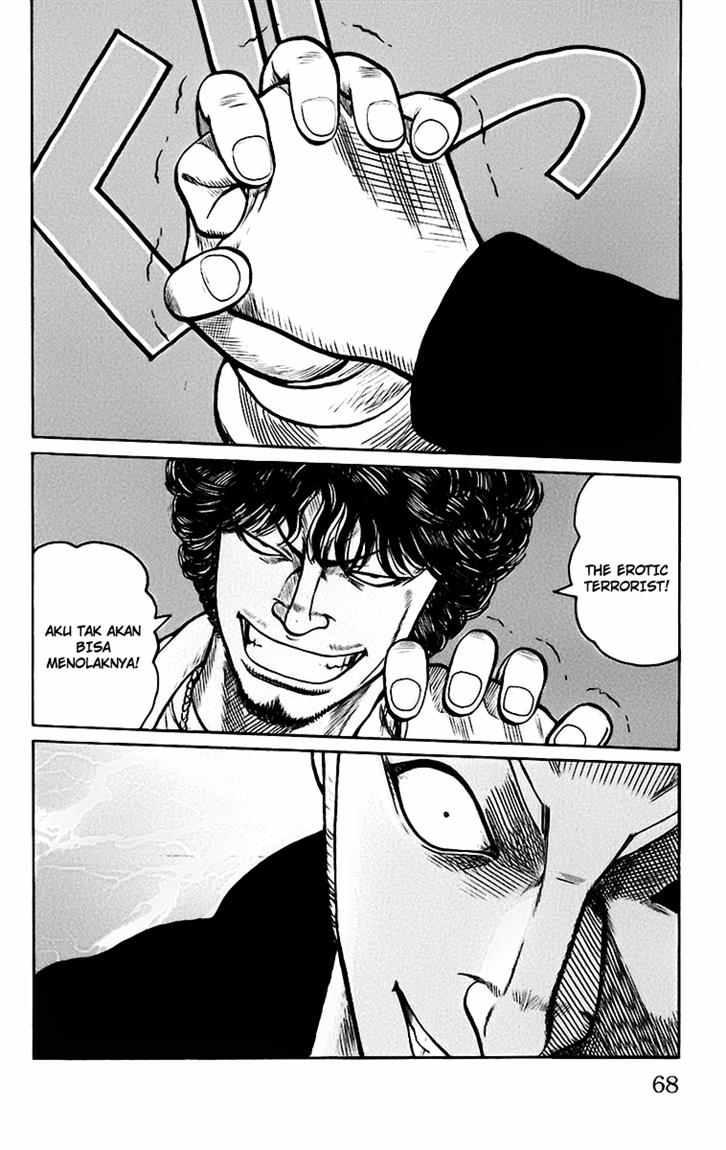 THE EROTIC
TERRORIST!
AKU TAK AKAN
BISA
MENOLAKNYA!
68